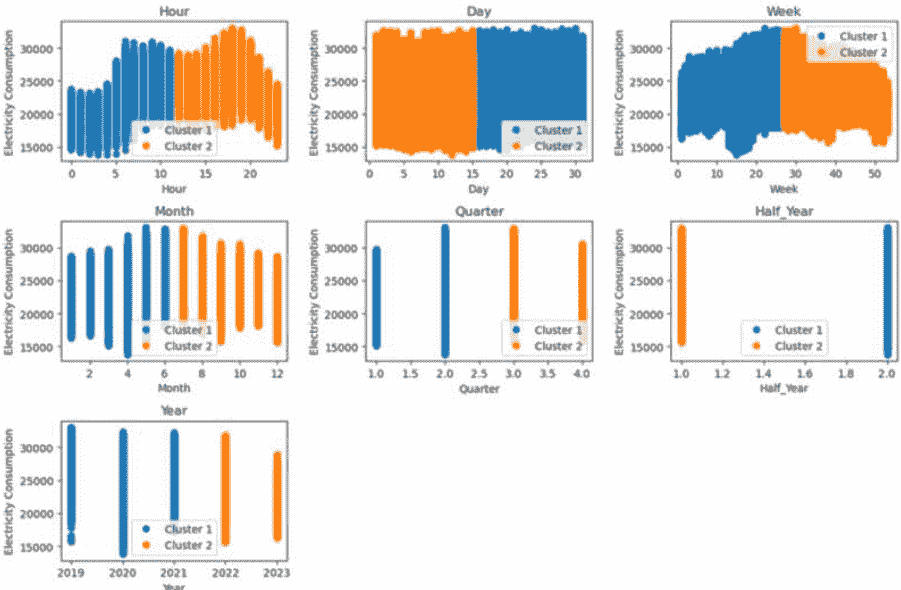 Hour
Electricity Consumption
30000
25000
20000
15000
Cluster 1
Cluster 2
0 5 10 15 20
Hour
Day
Electricity Consumption
30000
25000
20000
15000
Cluster 1
Cluster 2
0 5 10 15 20 25 30
Day
Week
Electricity Consumption
30000
25000
20000
15000
Cluster 1
Cluster 2
0 10 20 30 40 50
Week
Month
Electricity Consumption
30000
25000
20000
15000
Cluster 1
Cluster 2
2 4 6 8 10 12
Month
Quarter
Electricity Consumption
30000
25000
20000
15000
Cluster 1
Cluster 2
1.0 1.5 2.0 2.5 3.0 3.5 4.0
Quarter
Half_Year
Electricity Consumption
30000
25000
20000
15000
Cluster 1
Cluster 2
1.0 1.2 1.4 1.6 1.8 2.0
Half_Year
Year
Electricity Consumption
30000
25000
20000
15000
Cluster 1
Cluster 2
2019 2020 2021 2022 2023
Year